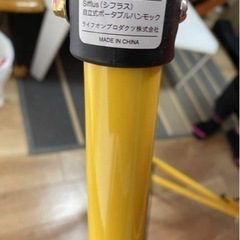 Sifflus(シフラス)
自立式ポータブルハンモック
ライフオンプロダクツ株式会社
MADE IN CHINA